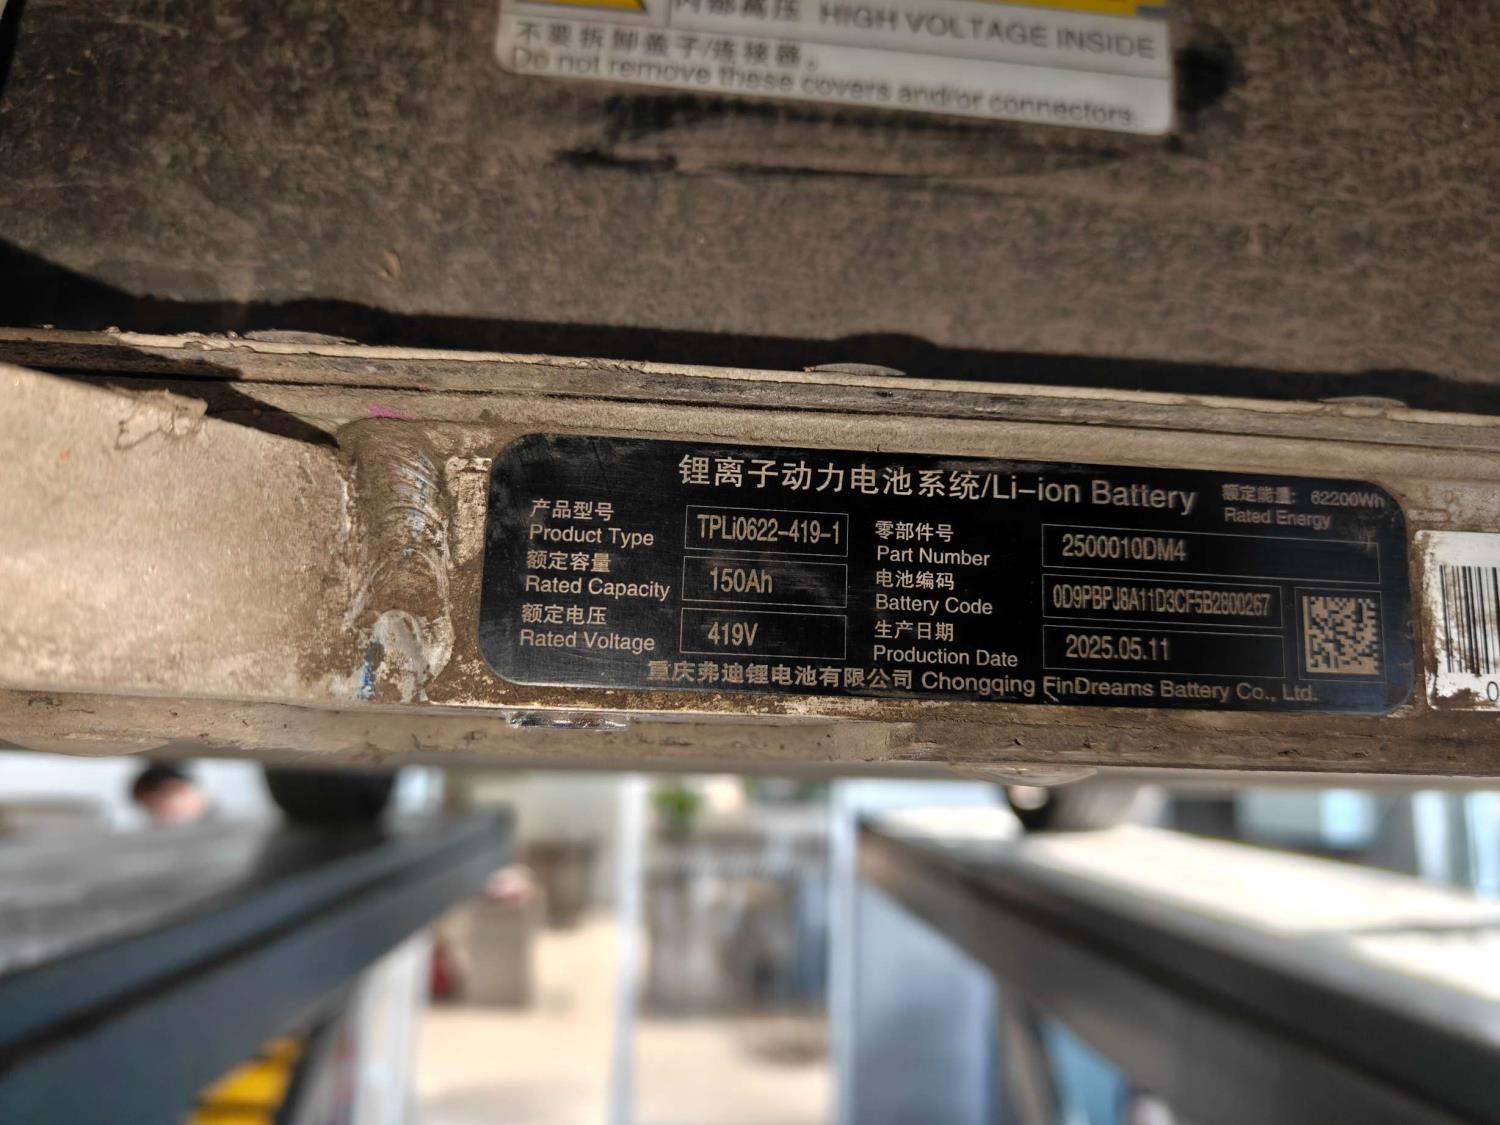 内部高压 HIGH VOLTAGE INSIDE
不要拆卸盖子/连接器。
Do not remove these covers and/or connectors.
锂离子动力电池系统/Li-ion Battery
额定能量: 62200Wh
Rated Energy
产品型号
Product Type
TPLi0622-419-1
额定容量
Rated Capacity
150Ah
额定电压
Rated Voltage
419V
零部件号
Part Number
2500010DM4
电池编码
Battery Code
0D9PBPJ8A11D3CF5B2800267
生产日期
Production Date
2025.05.11
重庆弗迪锂电池有限公司 Chongqing FinDreams Battery Co., Ltd.
0